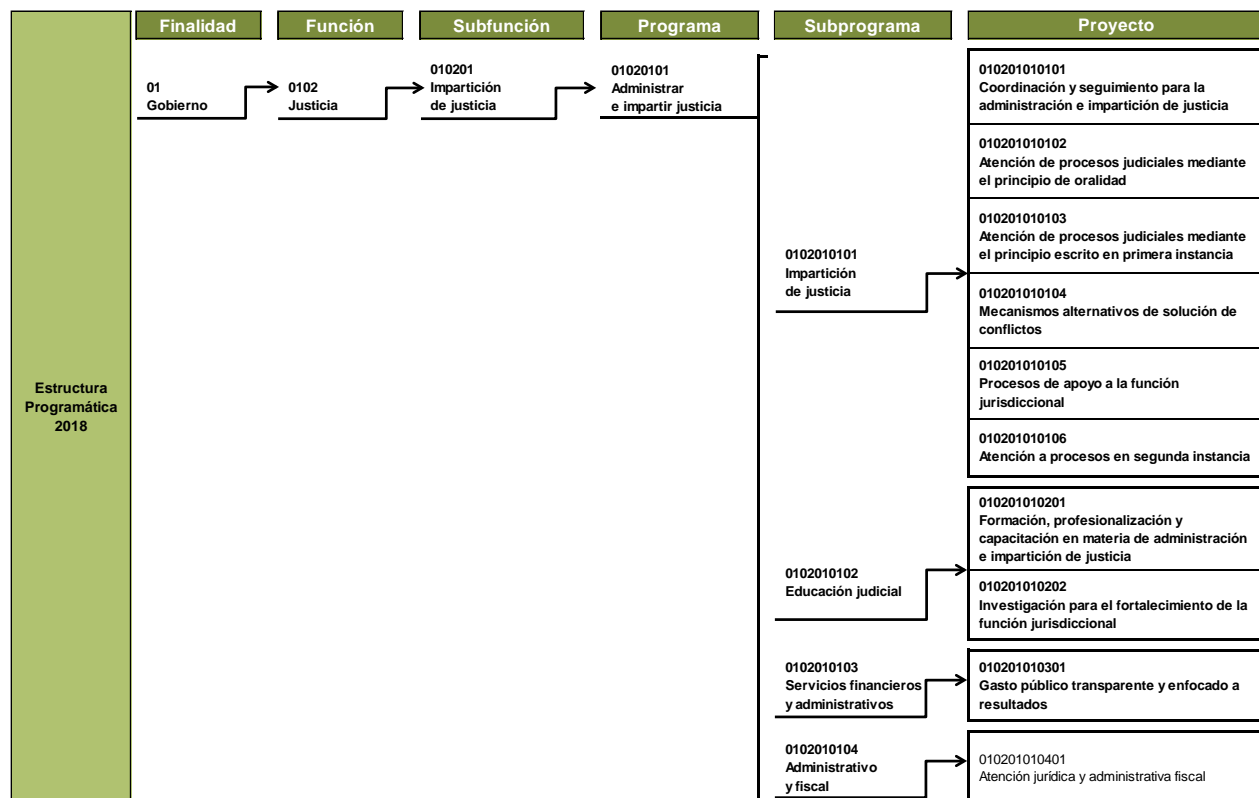 Finalidad
Función
Subfunción
Programa
Subprograma
Proyecto
Estructura
Programática
2018
01
Gobierno
0102
Justicia
010201
Impartición
de justicia
01020101
Administrar
e impartir justicia
0102010101
Impartición
de justicia
010201010101
Coordinación y seguimiento para la
administración e impartición de justicia
010201010102
Atención de procesos judiciales mediante
el principio de oralidad
010201010103
Atención de procesos judiciales mediante
el principio escrito en primera instancia
010201010104
Mecanismos alternativos de solución de
conflictos
010201010105
Procesos de apoyo a la función
jurisdiccional
010201010106
Atención a procesos en segunda instancia
0102010102
Educación judicial
010201010201
Formación, profesionalización y
capacitación en materia de administración
e impartición de justicia
010201010202
Investigación para el fortalecimiento de la
función jurisdiccional
0102010103
Servicios financieros
y administrativos
010201010301
Gasto público transparente y enfocado a
resultados
0102010104
Administrativo
y fiscal
010201010401
Atención jurídica y administrativa fiscal